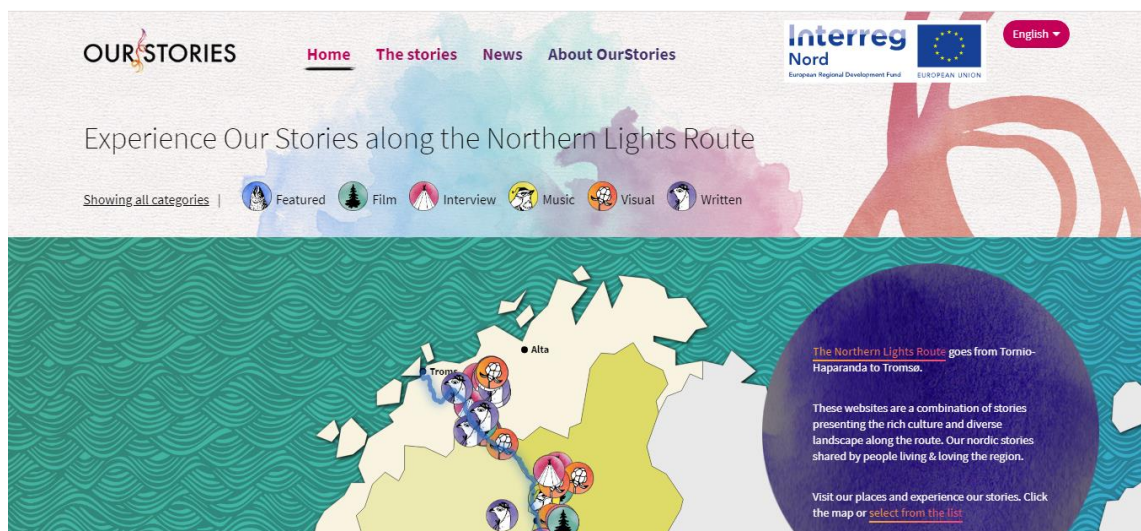 OUR STORIES
Home
The stories
News
About OurStories
Interreg
Nord
European Regional Development Fund
EUROPEAN UNION
English
Experience Our Stories along the Northern Lights Route
Showing all categories |
Featured
Film
Interview
Music
Visual
Written
Alta
Troms
The Northern Lights Route goes from Tornio-
Haparanda to Tromsø.
These websites are a combination of stories
presenting the rich culture and diverse
landscape along the route. Our nordic stories
shared by people living & loving the region.
Visit our places and experience our stories. Click
the map or select from the list